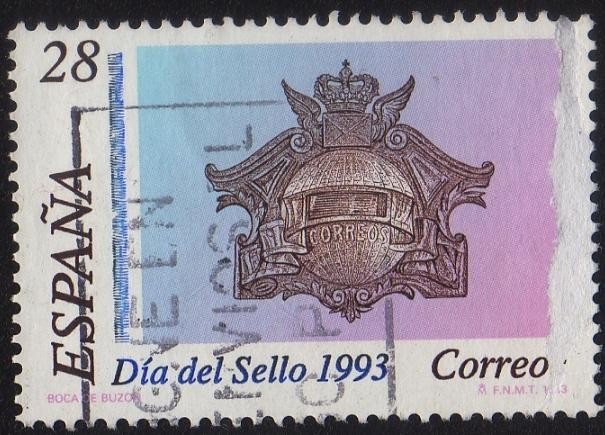 28
ESPAÑA
CORREOS
Día del Sello 1993
Correo
BOCA DE BUZON
F.N.M.T.